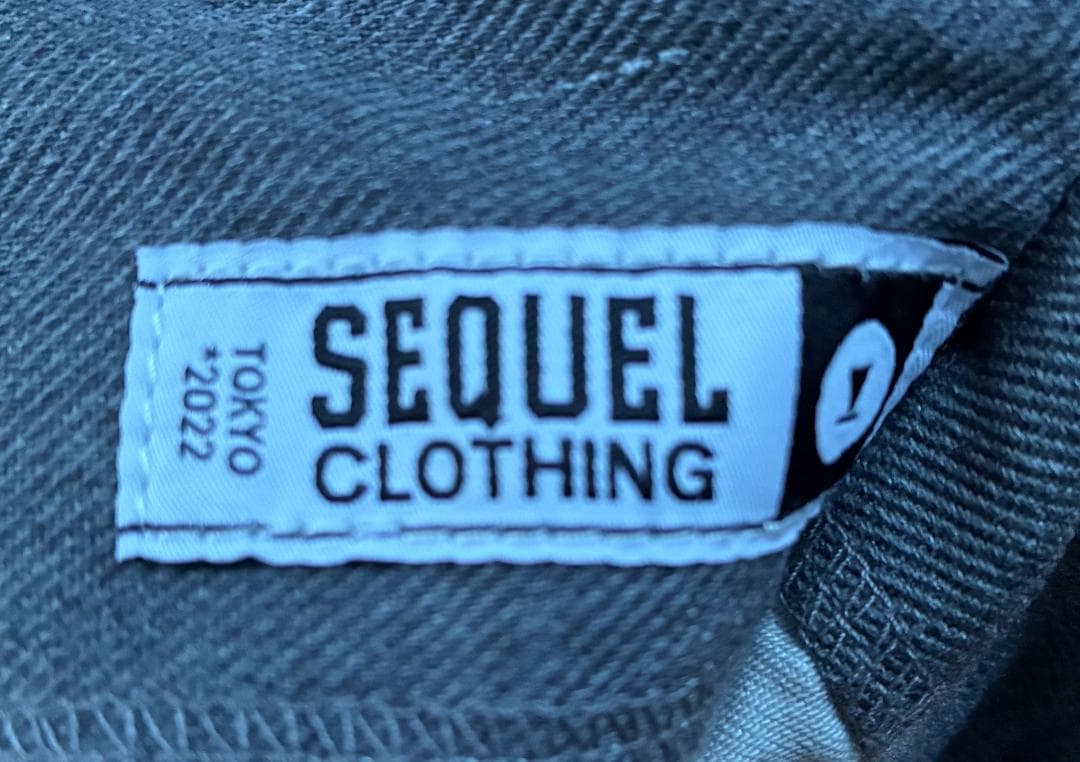 SEQUEL
CLOTHING
TOKYO
*2022